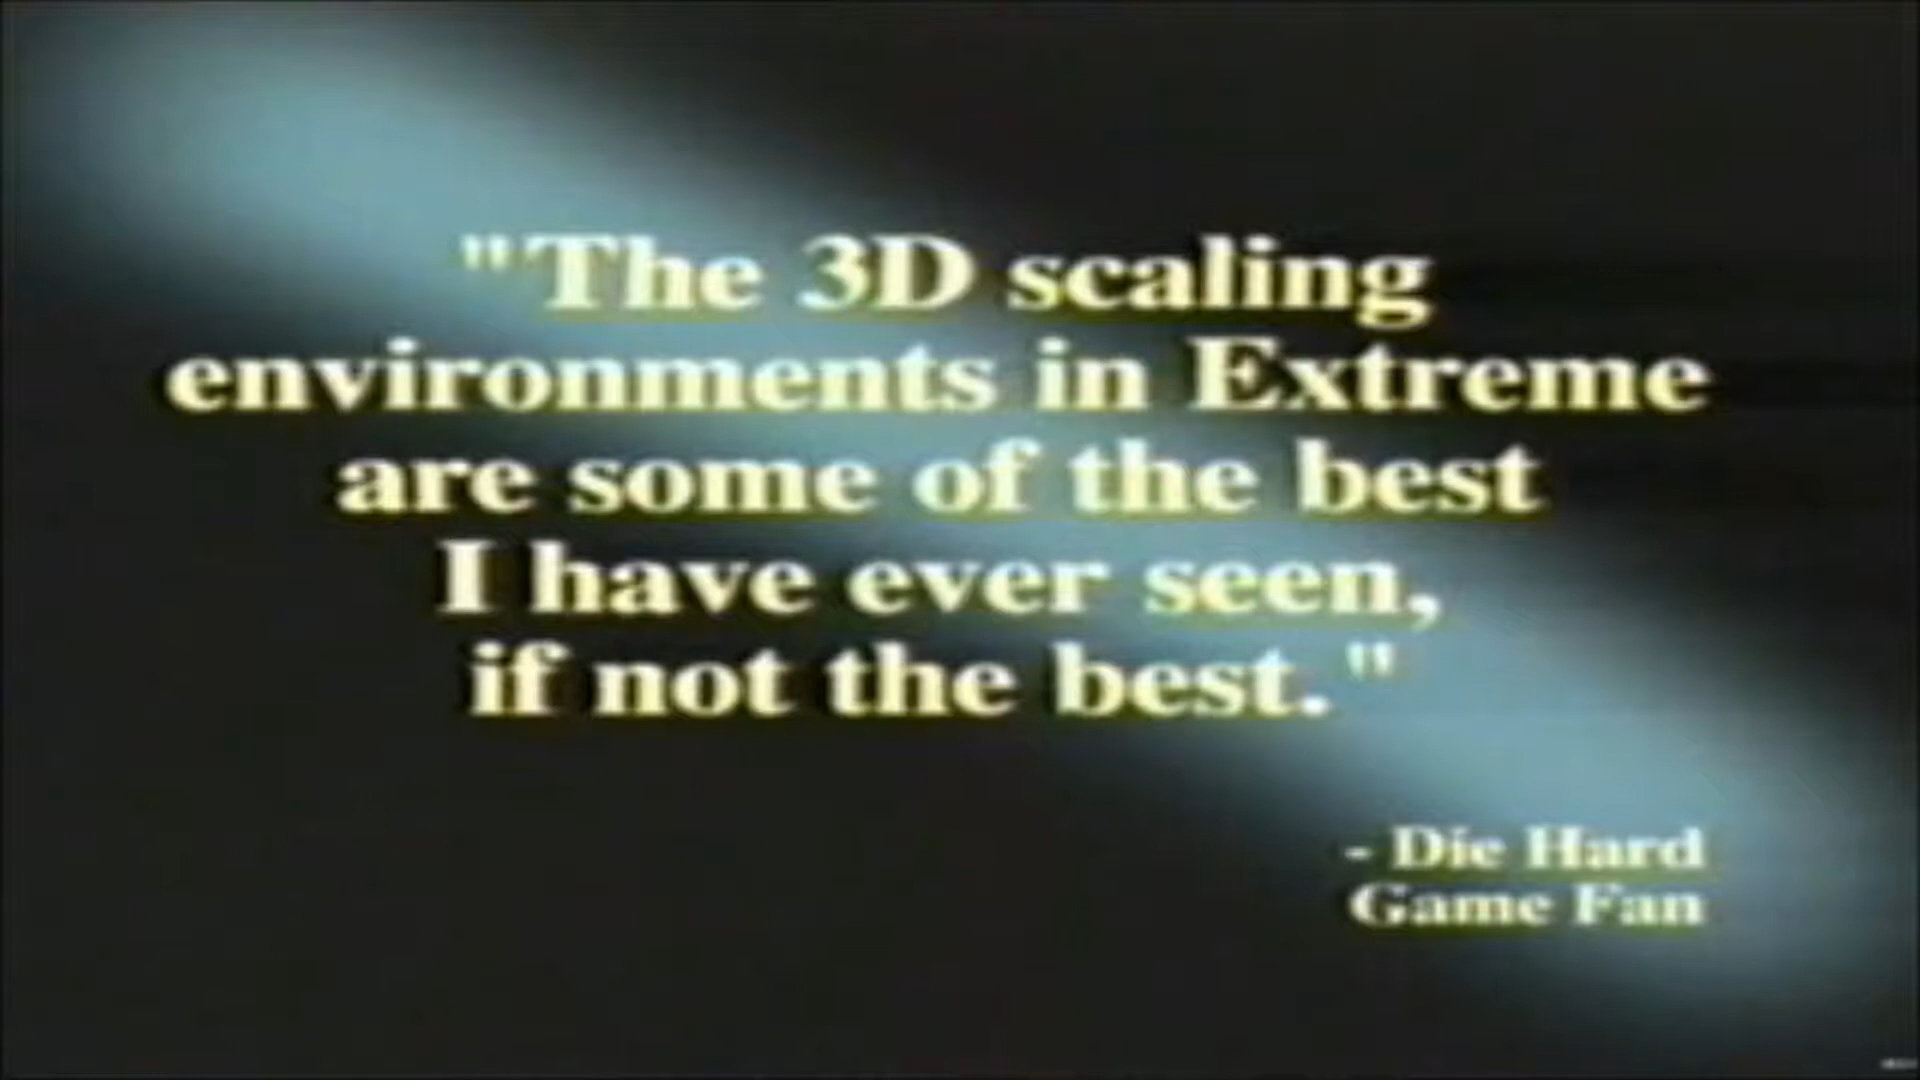 "The 3D scaling
environments in Extreme
are some of the best
I have ever seen,
if not the best."
- Die Hard
Game Fan